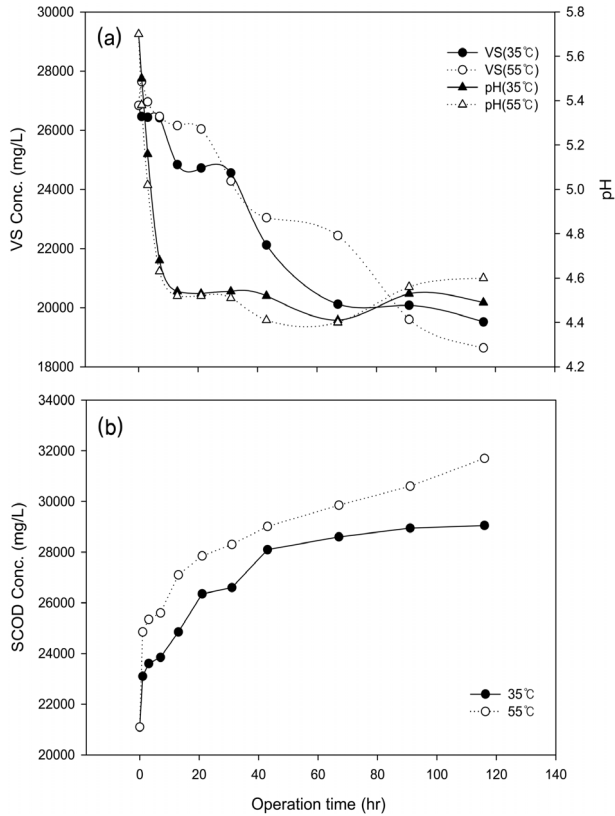 30000
28000
26000
24000
22000
20000
18000
VS Conc. (mg/L)
(a)
VS(35℃)
VS(55℃)
pH(35℃)
pH(55℃)
5.8
5.6
5.4
5.2
5.0
4.8
4.6
4.4
4.2
pH
34000
32000
30000
28000
26000
24000
22000
20000
SCOD Conc. (mg/L)
(b)
35℃
55℃
0 20 40 60 80 100 120 140
Operation time (hr)